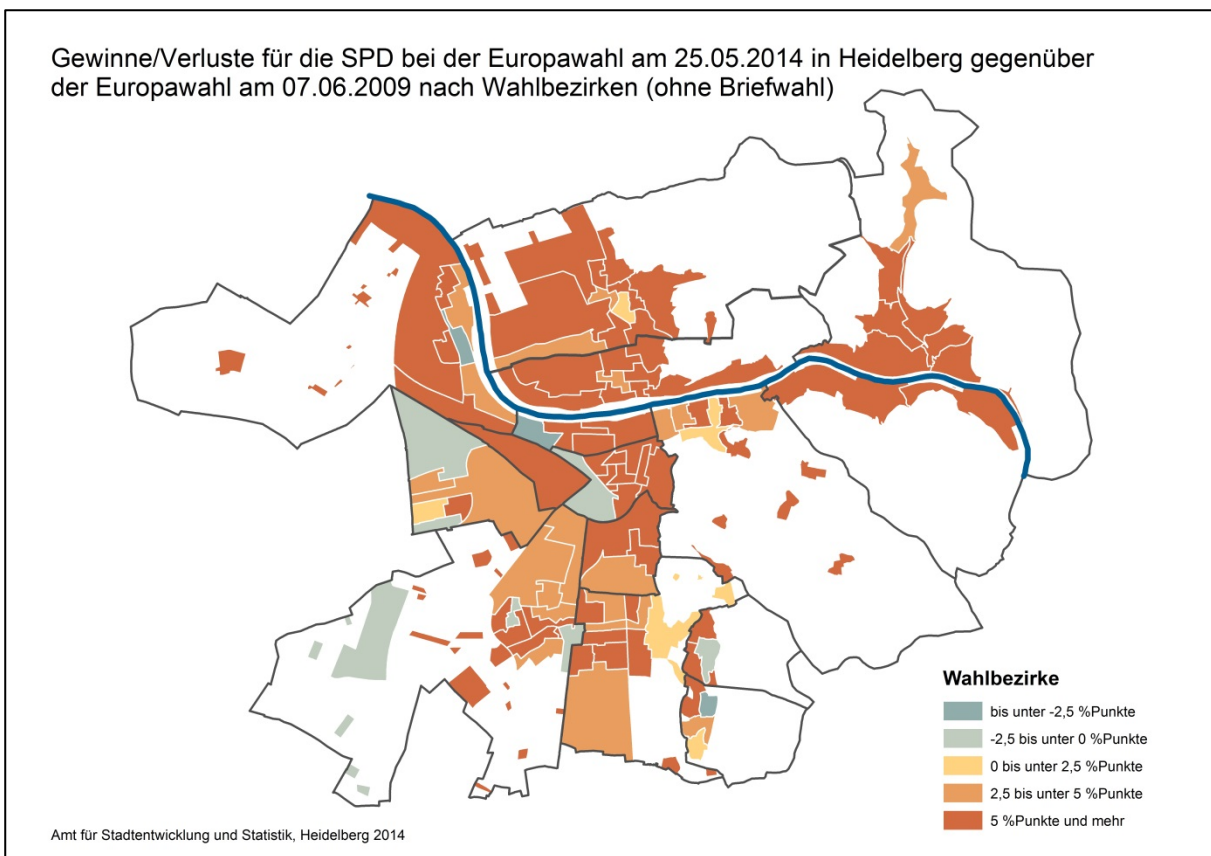 Gewinne/Verluste für die SPD bei der Europawahl am 25.05.2014 in Heidelberg gegenüber
der Europawahl am 07.06.2009 nach Wahlbezirken (ohne Briefwahl)
Wahlbezirke
bis unter -2,5 %Punkte
-2,5 bis unter 0 %Punkte
0 bis unter 2,5 %Punkte
2,5 bis unter 5 %Punkte
5 %Punkte und mehr
Amt für Stadtentwicklung und Statistik, Heidelberg 2014